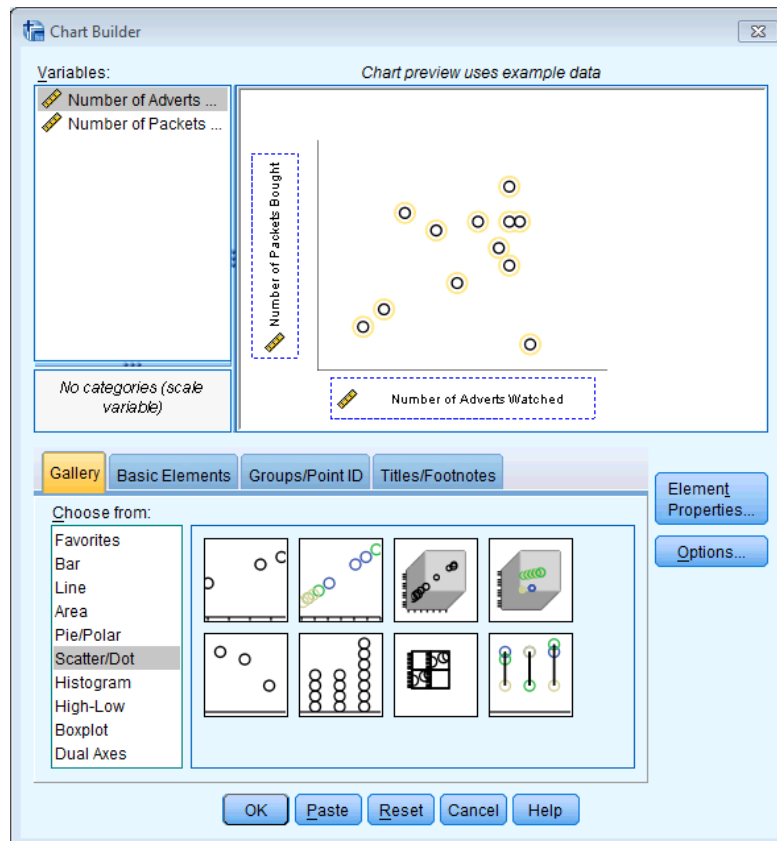 Chart Builder
Variables:
Chart preview uses example data
Number of Adverts ...
Number of Packets ...
Number of Packets Bought
Number of Adverts Watched
No categories (scale
variable)
Gallery
Basic Elements
Groups/Point ID
Titles/Footnotes
Element
Properties...
Options...
Choose from:
Favorites
Bar
Line
Area
Pie/Polar
Scatter/Dot
Histogram
High-Low
Boxplot
Dual Axes
OK
Paste
Reset
Cancel
Help